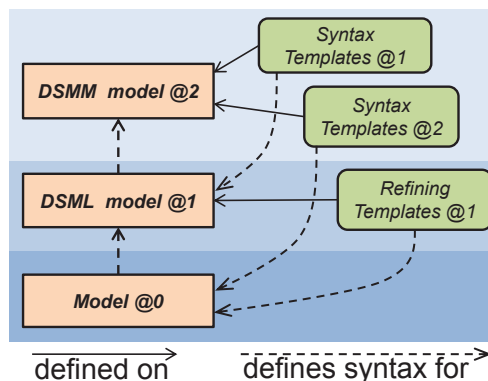 Syntax
Templates @1
DSMM model @2
Syntax
Templates @2
DSML model @1
Refining
Templates @1
Model @0
defined on
defines syntax for